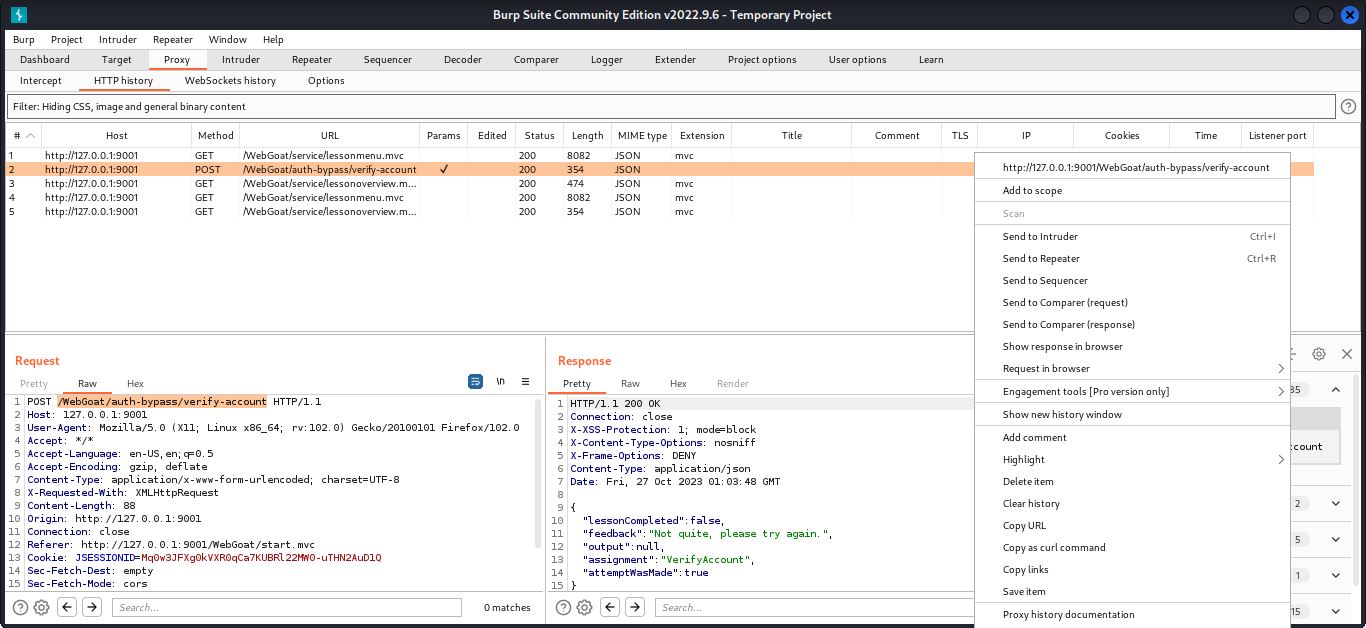 Burp Suite Community Edition v2022.9.6 - Temporary Project
Burp Project Intruder Repeater Window Help
Dashboard Target Proxy Intruder Repeater Sequencer Decoder Comparer Logger Extender Project options User options Learn
Intercept HTTP history WebSockets history Options
Filter: Hiding CSS, image and general binary content
# Host Method URL Params Edited Status Length MIME type Extension Title Comment TLS IP Cookies Time Listener port
1 http://127.0.0.1:9001 GET /WebGoat/service/lessonmenu.mvc 200 8082 JSON mvc
2 http://127.0.0.1:9001 POST /WebGoat/auth-bypass/verify-account ✓ 200 354 JSON
3 http://127.0.0.1:9001 GET /WebGoat/service/lessonoverview.m... 200 474 JSON mvc
4 http://127.0.0.1:9001 GET /WebGoat/service/lessonmenu.mvc 200 8082 JSON mvc
5 http://127.0.0.1:9001 GET /WebGoat/service/lessonoverview.m... 200 354 JSON mvc
http://127.0.0.1:9001/WebGoat/auth-bypass/verify-account
Add to scope
Scan
Send to Intruder Ctrl+I
Send to Repeater Ctrl+R
Send to Sequencer
Send to Comparer (request)
Send to Comparer (response)
Show response in browser
Request in browser
Engagement tools [Pro version only]
Show new history window
Add comment
Highlight
Delete item
Clear history
Copy URL
Copy as curl command
Copy links
Save item
Proxy history documentation
Request
Pretty Raw Hex
\n
1 POST /WebGoat/auth-bypass/verify-account HTTP/1.1
2 Host: 127.0.0.1:9001
3 User-Agent: Mozilla/5.0 (X11; Linux x86_64; rv:102.0) Gecko/20100101 Firefox/102.0
4 Accept: */*
5 Accept-Language: en-US,en;q=0.5
6 Accept-Encoding: gzip, deflate
7 Content-Type: application/x-www-form-urlencoded; charset=UTF-8
8 X-Requested-With: XMLHttpRequest
9 Content-Length: 88
10 Origin: http://127.0.0.1:9001
11 Connection: close
12 Referer: http://127.0.0.1:9001/WebGoat/start.mvc
13 Cookie: JSESSIONID=Mq0w3JFXg0kVXR0qCa7KUBRl22MW0-uTHN2AuD1Q
14 Sec-Fetch-Dest: empty
15 Sec-Fetch-Mode: cors
Search... 0 matches
Response
Pretty Raw Hex Render
1 HTTP/1.1 200 OK
2 Connection: close
3 X-XSS-Protection: 1; mode=block
4 X-Content-Type-Options: nosniff
5 X-Frame-Options: DENY
6 Content-Type: application/json
7 Date: Fri, 27 Oct 2023 01:03:48 GMT
8
9 {
10 "lessonCompleted":false,
11 "feedback":"Not quite, please try again.",
12 "output":null,
13 "assignment":"VerifyAccount",
14 "attemptWasMade":true
15 }
Search...
35
count
2
5
1
15